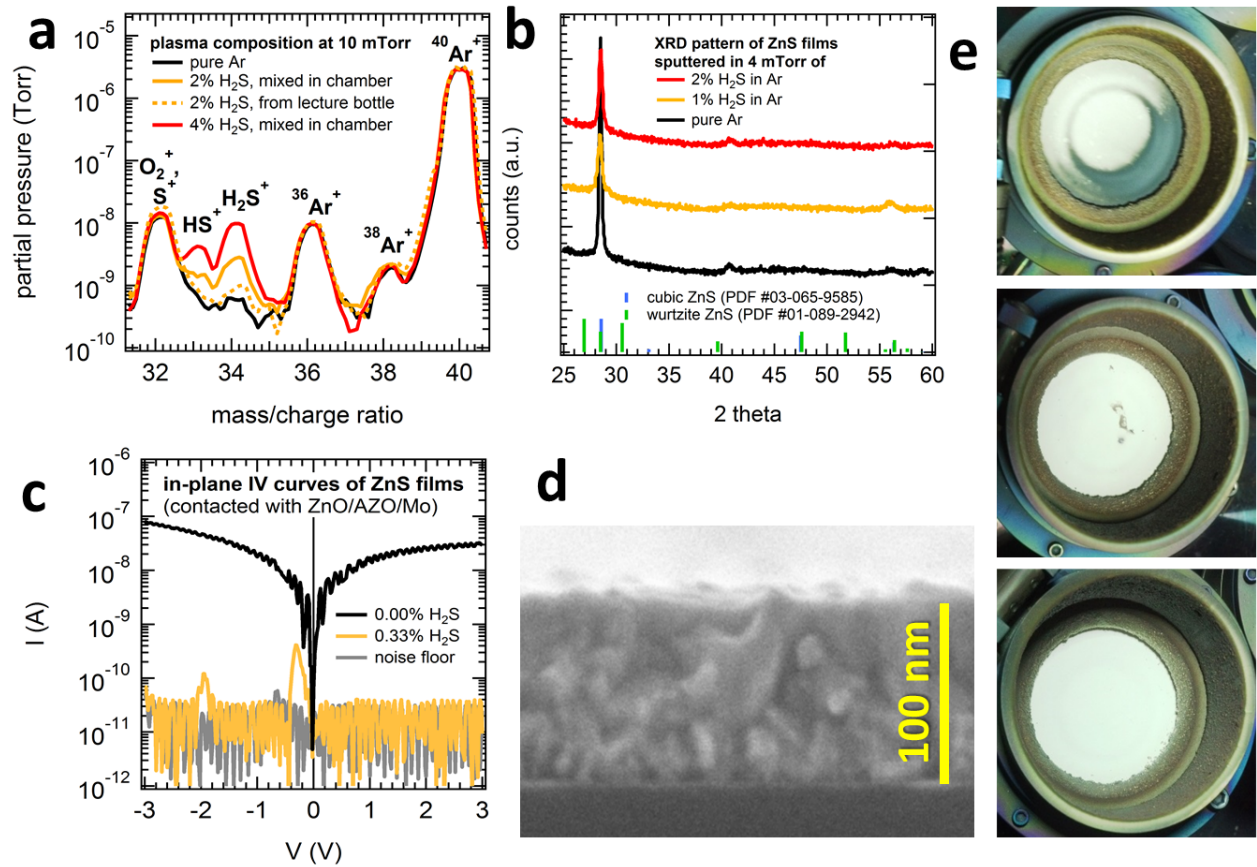 a
plasma composition at 10 mTorr
pure Ar
2% H₂S, mixed in chamber
2% H₂S, from lecture bottle
4% H₂S, mixed in chamber
⁴⁰Ar⁺
O₂⁺,
S⁺
HS⁺
H₂S⁺
³⁶Ar⁺
³⁸Ar⁺
partial pressure (Torr)
10⁻⁵
10⁻⁶
10⁻⁷
10⁻⁸
10⁻⁹
10⁻¹⁰
32 34 36 38 40
mass/charge ratio
b
XRD pattern of ZnS films
sputtered in 4 mTorr of
2% H₂S in Ar
1% H₂S in Ar
pure Ar
cubic ZnS (PDF #03-065-9585)
wurtzite ZnS (PDF #01-089-2942)
counts (a.u.)
25 30 35 40 45 50 55 60
2 theta
c
in-plane IV curves of ZnS films
(contacted with ZnO/AZO/Mo)
0.00% H₂S
0.33% H₂S
noise floor
I (A)
10⁻⁶
10⁻⁷
10⁻⁸
10⁻⁹
10⁻¹⁰
10⁻¹¹
10⁻¹²
-3 -2 -1 0 1 2 3
V (V)
d
100 nm
e